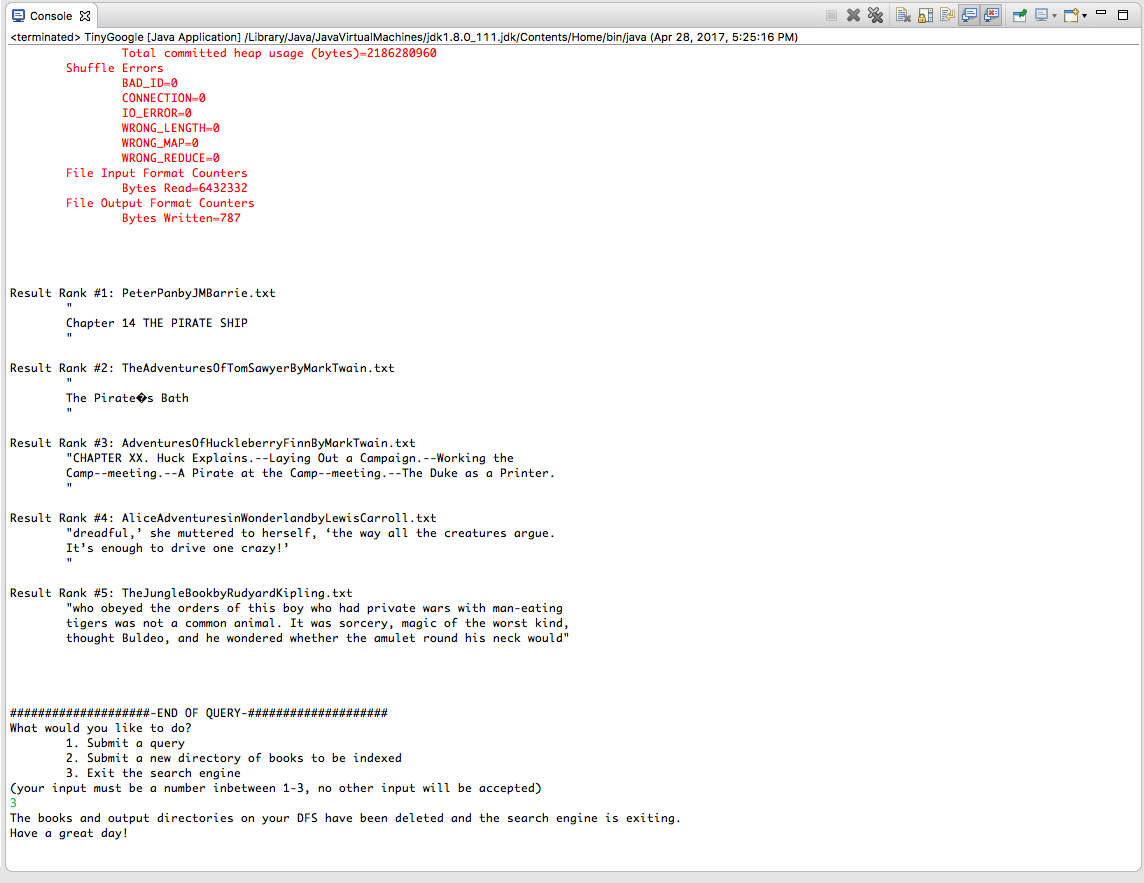 Console
<terminated> TinyGoogle [Java Application] /Library/Java/JavaVirtualMachines/jdk1.8.0_111.jdk/Contents/Home/bin/java (Apr 28, 2017, 5:25:16 PM)
Total committed heap usage (bytes)=2186280960
Shuffle Errors
BAD_ID=0
CONNECTION=0
IO_ERROR=0
WRONG_LENGTH=0
WRONG_MAP=0
WRONG_REDUCE=0
File Input Format Counters
Bytes Read=6432332
File Output Format Counters
Bytes Written=787
Result Rank #1: PeterPanbyJMBarrie.txt
"
Chapter 14 THE PIRATE SHIP
"
Result Rank #2: TheAdventuresOfTomSawyerByMarkTwain.txt
"
The Pirate�s Bath
"
Result Rank #3: AdventuresOfHuckleberryFinnByMarkTwain.txt
"CHAPTER XX. Huck Explains.--Laying Out a Campaign.--Working the
Camp--meeting.--A Pirate at the Camp--meeting.--The Duke as a Printer.
"
Result Rank #4: AliceAdventuresinWonderlandbyLewisCarroll.txt
"dreadful,’ she muttered to herself, ‘the way all the creatures argue.
It’s enough to drive one crazy!’
"
Result Rank #5: TheJungleBookbyRudyardKipling.txt
"who obeyed the orders of this boy who had private wars with man-eating
tigers was not a common animal. It was sorcery, magic of the worst kind,
thought Buldeo, and he wondered whether the amulet round his neck would"
####################-END OF QUERY-####################
What would you like to do?
1. Submit a query
2. Submit a new directory of books to be indexed
3. Exit the search engine
(your input must be a number inbetween 1-3, no other input will be accepted)
3
The books and output directories on your DFS have been deleted and the search engine is exiting.
Have a great day!